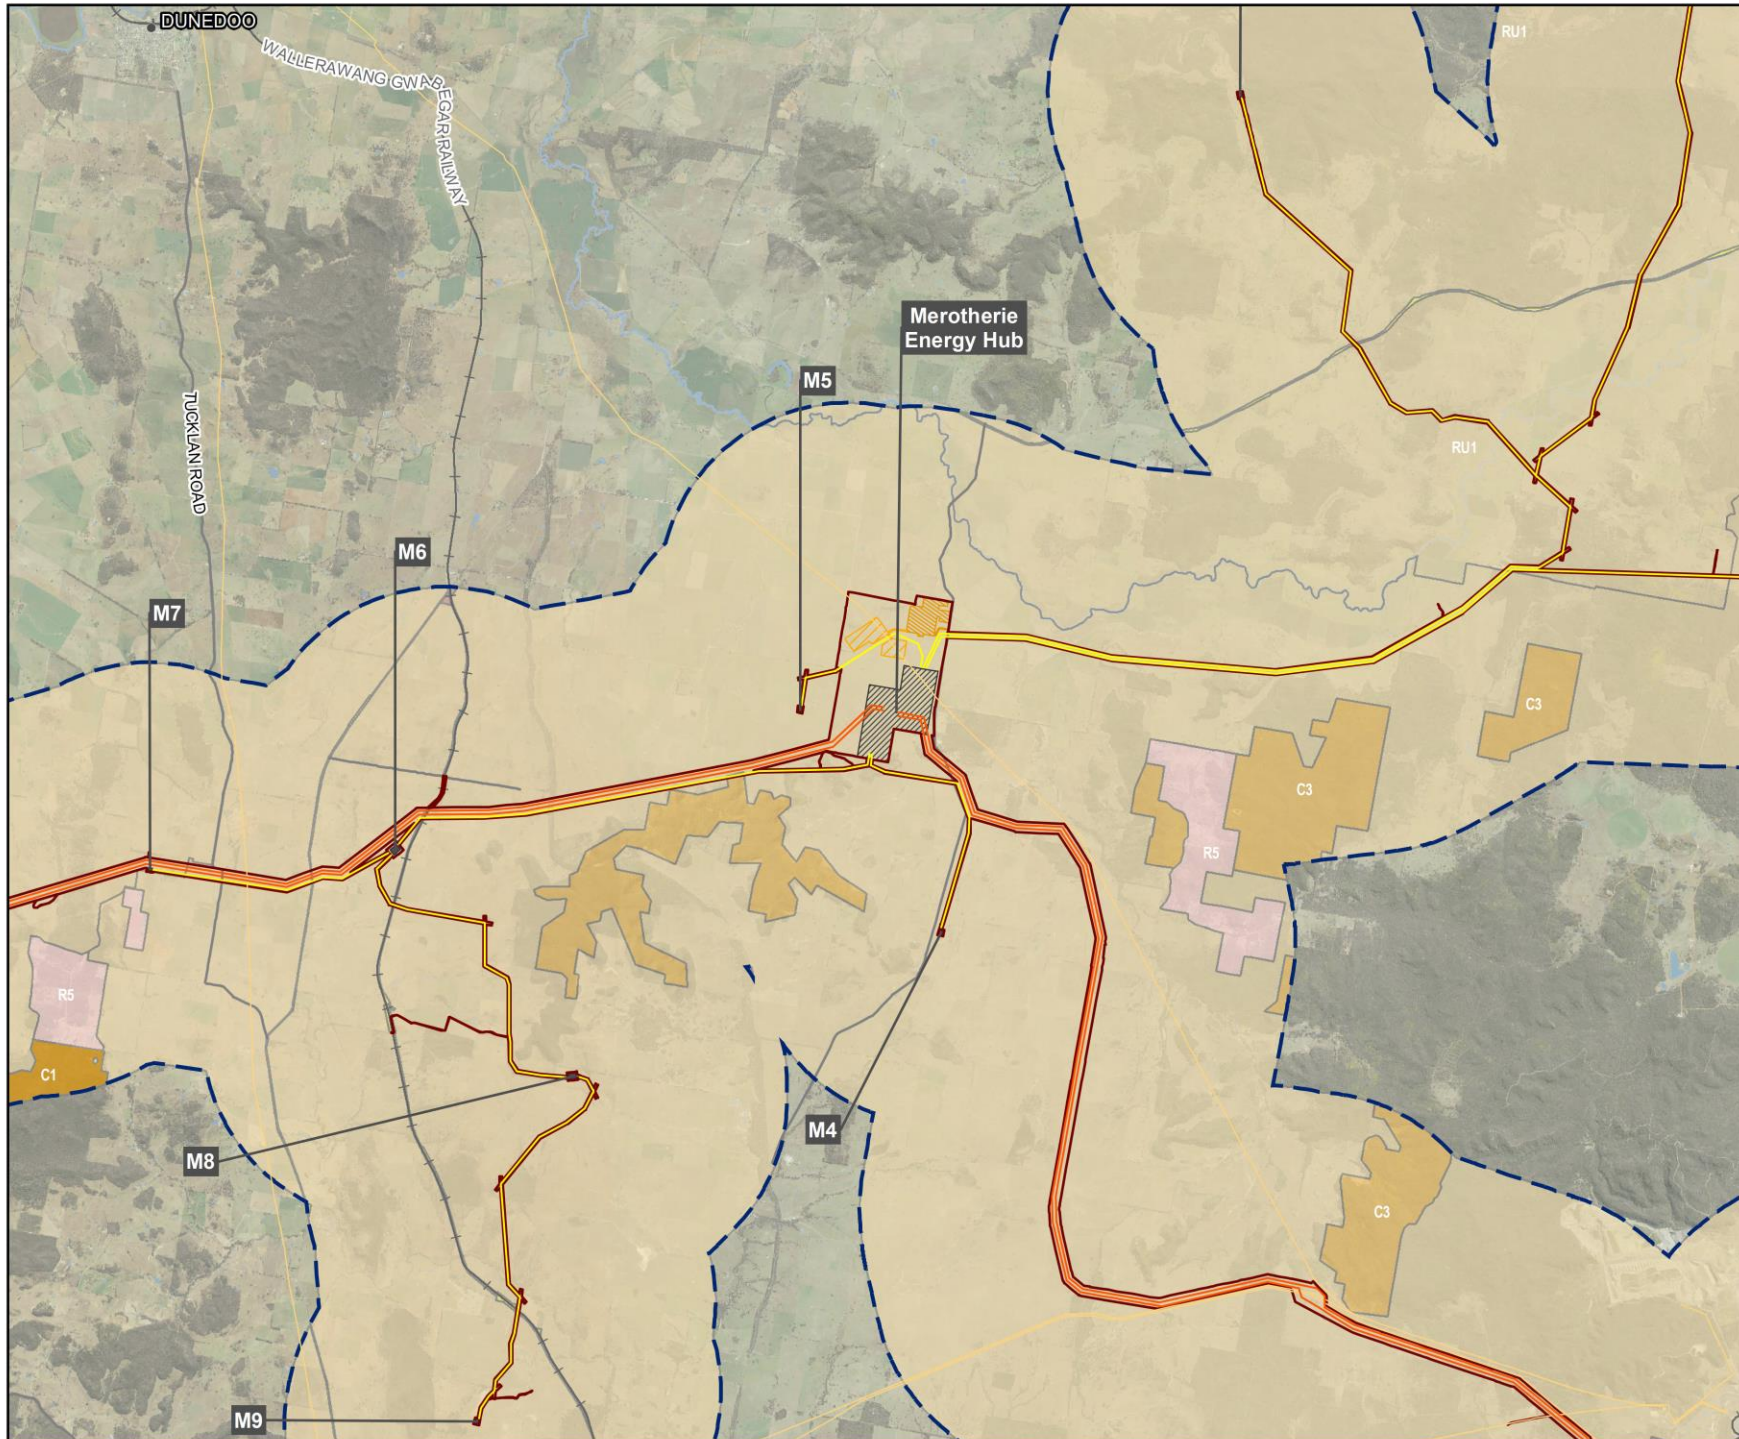 DUNEDOO
WALLERAWANG GWABEGAR RAILWAY
RU1
Merotherie
Energy Hub
M5
TUCKLAN ROAD
RU1
M6
M7
C3
C3
R5
R5
C1
M4
M8
C3
M9